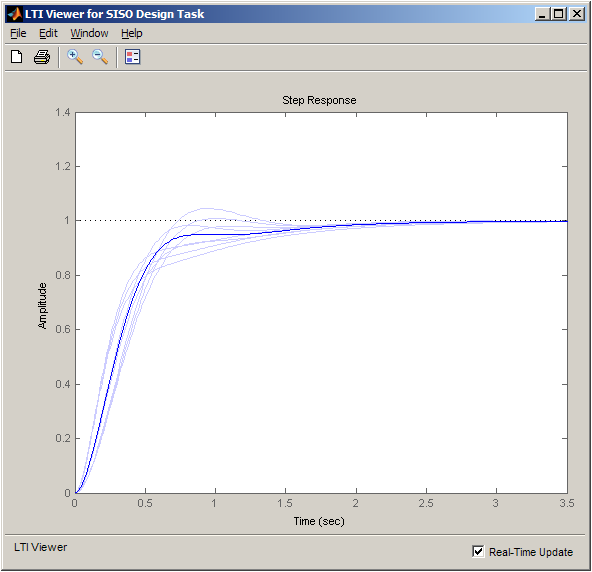 LTI Viewer for SISO Design Task
File Edit Window Help
Step Response
1.4
1.2
1
0.8
0.6
0.4
0.2
0
Amplitude
0 0.5 1 1.5 2 2.5 3 3.5
Time (sec)
LTI Viewer
Real-Time Update